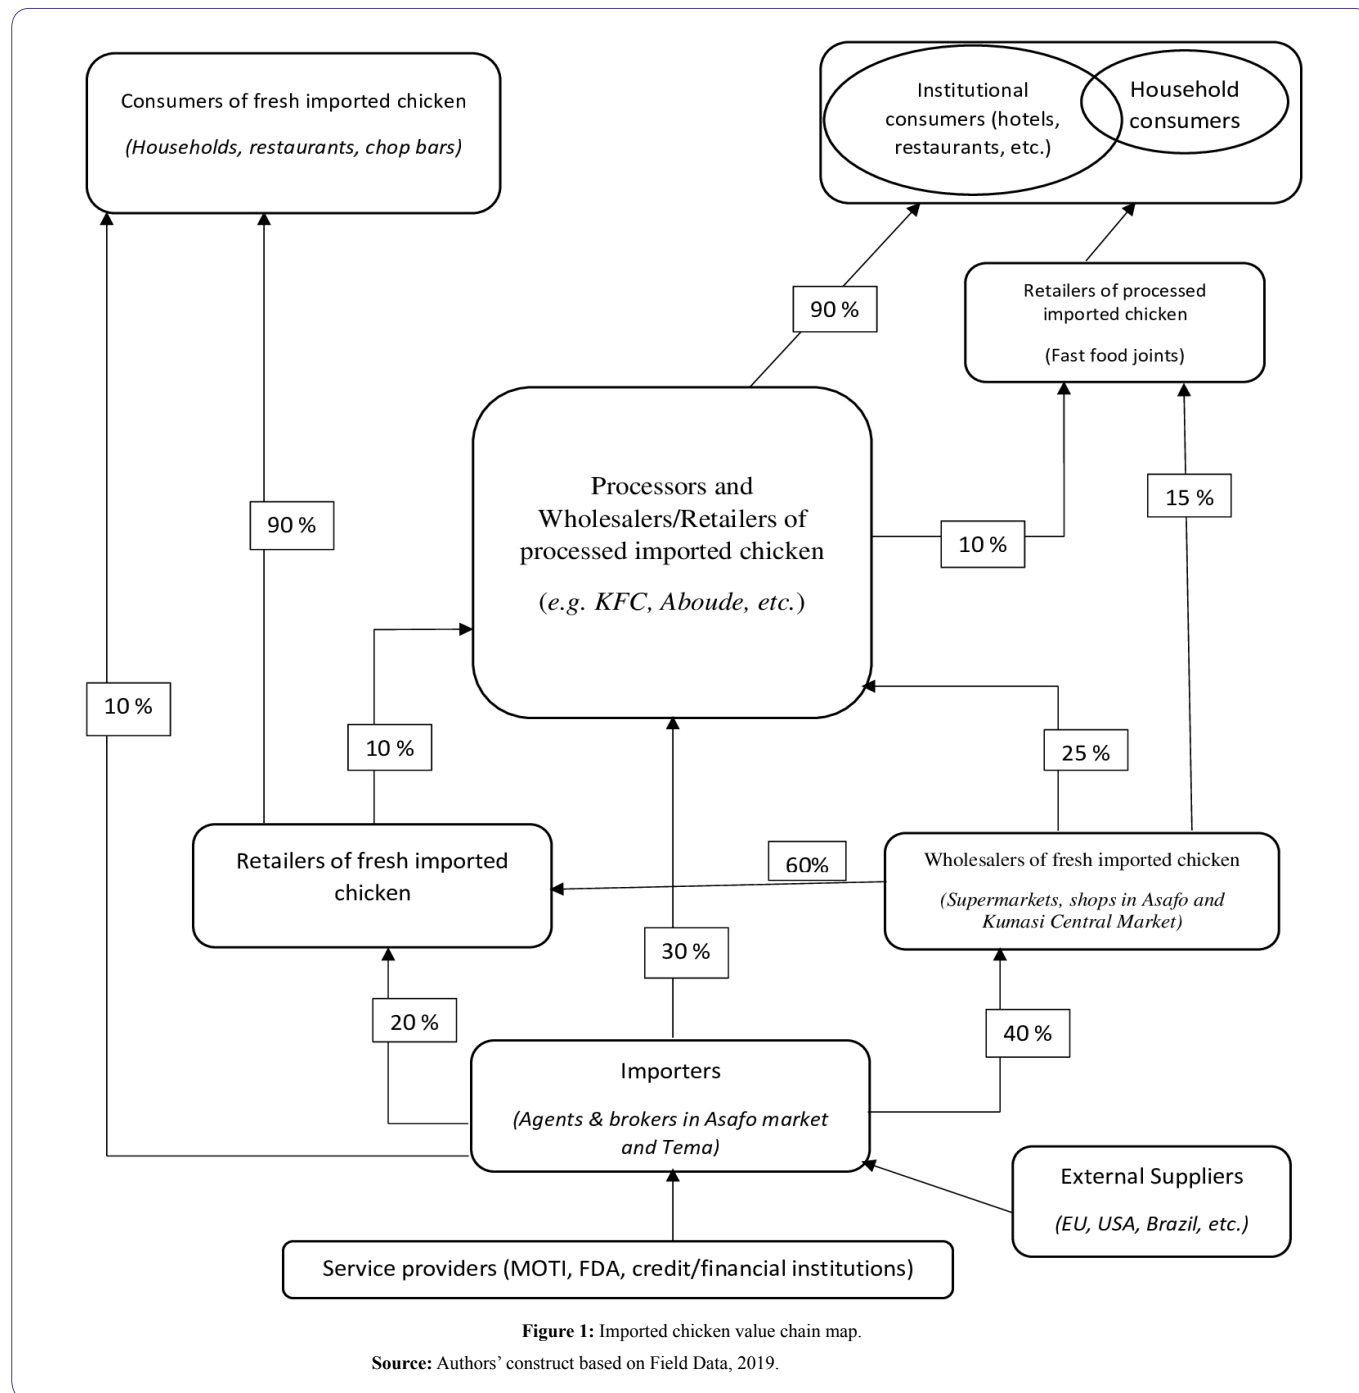 Consumers of fresh imported chicken
(Households, restaurants, chop bars)
Institutional
consumers (hotels,
restaurants, etc.)
Household
consumers
90 %
Retailers of processed
imported chicken
(Fast food joints)
Processors and
Wholesalers/Retailers of
processed imported chicken
(e.g. KFC, Aboude, etc.)
90 %
15 %
10 %
10 %
10 %
25 %
Retailers of fresh imported
chicken
60%
Wholesalers of fresh imported chicken
(Supermarkets, shops in Asafo and
Kumasi Central Market)
30 %
20 %
40 %
Importers
(Agents & brokers in Asafo market
and Tema)
External Suppliers
(EU, USA, Brazil, etc.)
Service providers (MOTI, FDA, credit/financial institutions)
Figure 1: Imported chicken value chain map.
Source: Authors’ construct based on Field Data, 2019.